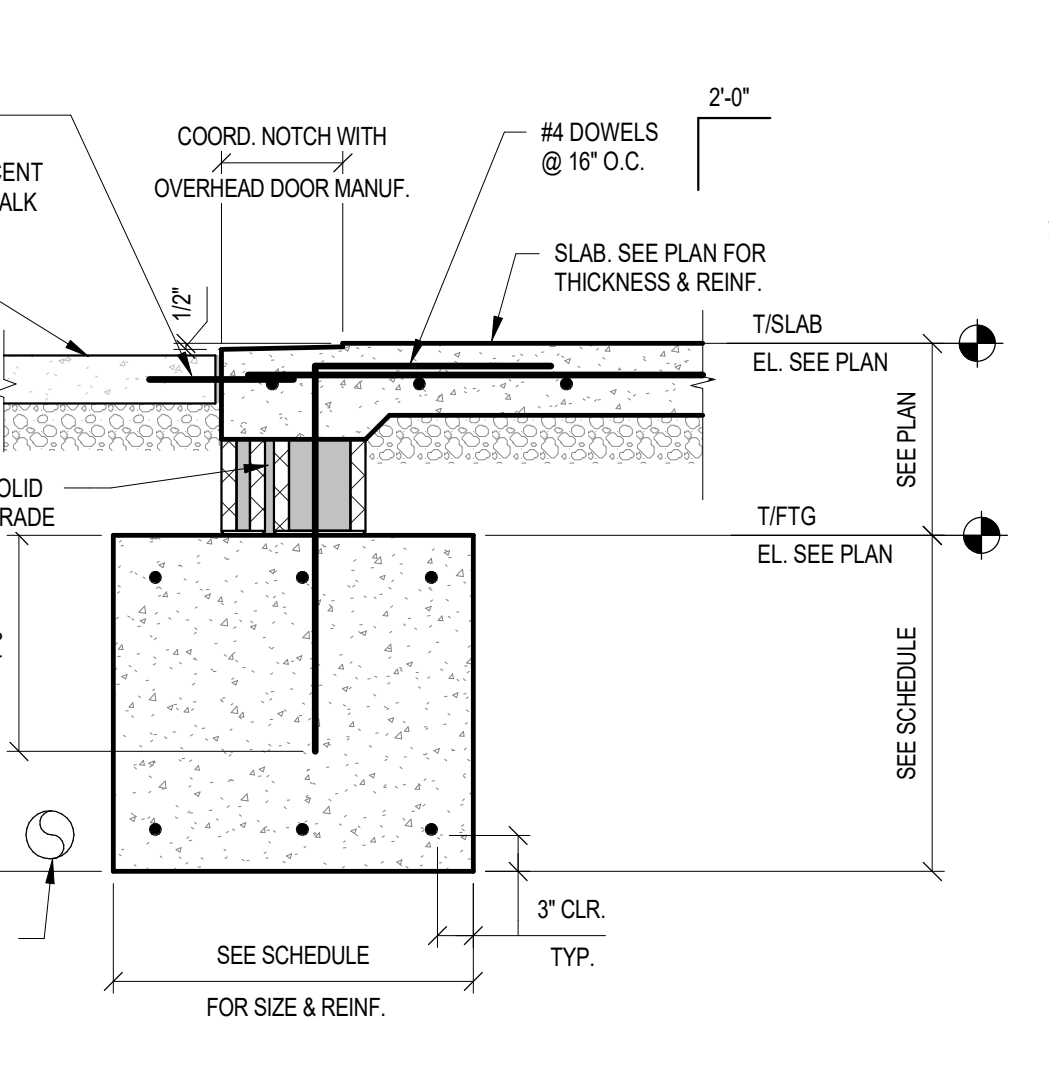 2'-0"
COORD. NOTCH WITH
OVERHEAD DOOR MANUF.
#4 DOWELS
@ 16" O.C.
CENT
ALK
SLAB. SEE PLAN FOR
THICKNESS & REINF.
1/2"
T/SLAB
EL. SEE PLAN
SEE PLAN
OLID
RADE
T/FTG
EL. SEE PLAN
SEE SCHEDULE
3" CLR.
TYP.
SEE SCHEDULE
FOR SIZE & REINF.